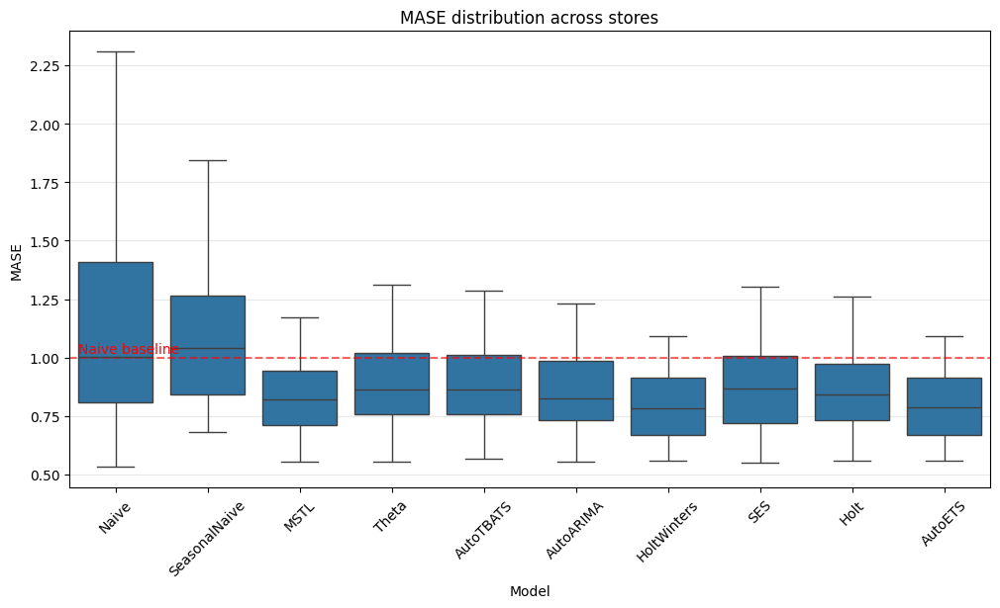 MASE distribution across stores
MASE
2.25
2.00
1.75
1.50
1.25
1.00
0.75
0.50
Naive baseline
Naive
SeasonalNaive
MSTL
Theta
AutoTBATS
AutoARIMA
HoltWinters
SES
Holt
AutoETS
Model